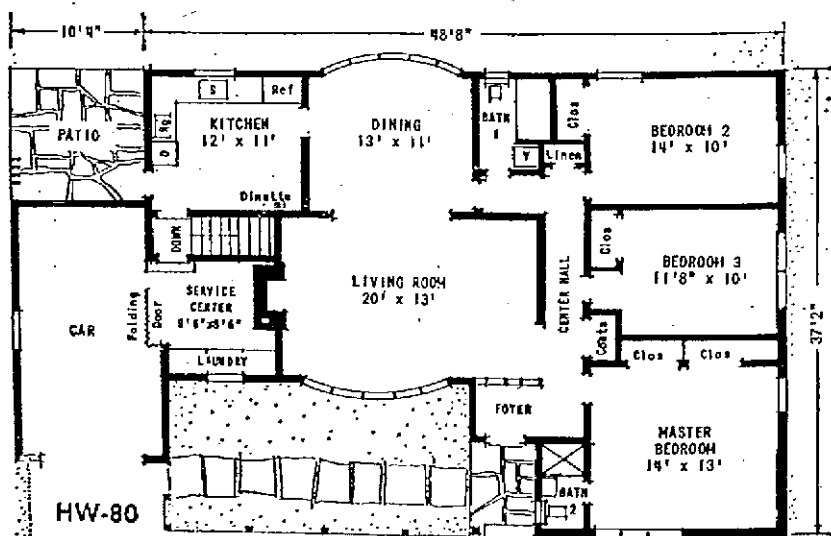 10'4"
48'8"
PATIO
S
Ref
KITCHEN
12' x 11'
Dinette
DINING
13' x 11'
BATH
1
Clos
Linen
V
BEDROOM 2
14' x 10'
DOWN
Clos
BEDROOM 3
11'8" x 10'
LIVING ROOM
20' x 13'
CENTER HALL
SERVICE
CENTER
Folding
Door
CAR
LAUNDRY
Coats
Clos
Clos
37'2"
FOYER
MASTER
BEDROOM
14' x 13'
BATH
2
HW-80